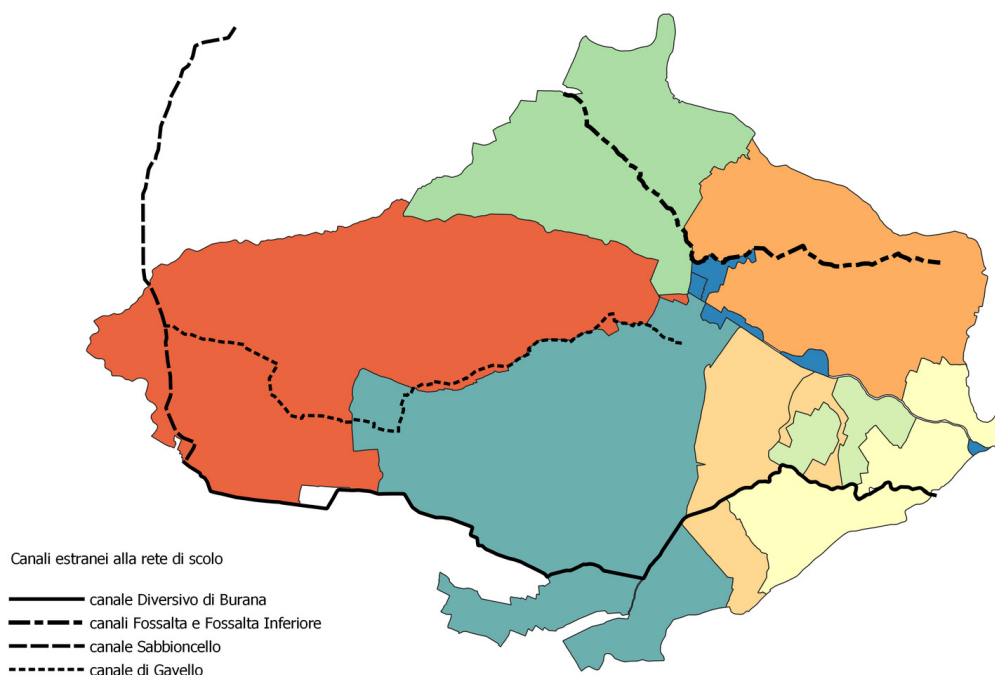 Canali estranei alla rete di scolo
canale Diversivo di Burana
canali Fossalta e Fossalta Inferiore
canale Sabbioncello
canale di Gavello